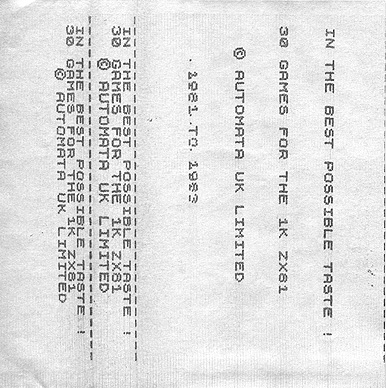 IN THE BEST POSSIBLE TASTE !
30 GAMES FOR THE 1K ZX81
© AUTOMATA UK LIMITED
. 1981.TO. 1983
IN THE BEST POSSIBLE TASTE !
30 GAMES FOR THE 1K ZX81
© AUTOMATA UK LIMITED
IN THE BEST POSSIBLE TASTE !
30 GAMES FOR THE 1K ZX81
© AUTOMATA UK LIMITED